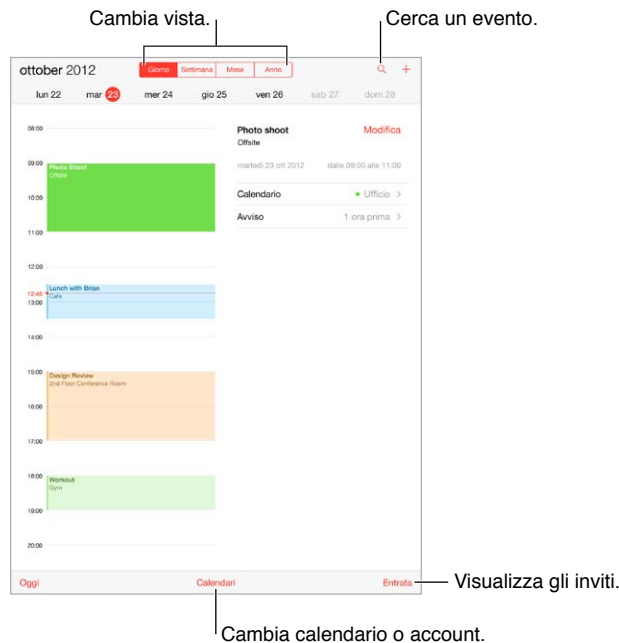 Cambia vista.
Cerca un evento.
ottober 2012
Giorno Settimana Mese Anno
lun 22 mar 23 mer 24 gio 25 ven 26 sab 27 dom 28
08:00
Photo shoot Modifica
Offsite
09:00
Photo Shoot
Offsite
martedì 23 ott 2012 dalle 09:00 alle 11:00
10:00
Calendario Ufficio >
Avviso 1 ora prima >
11:00
12:00
Lunch with Brian
12:45 Cafe
13:00
14:00
15:00
Design Review
2nd Floor Conference Room
16:00
17:00
18:00
Workout
Gym
19:00
20:00
Oggi Calendari Entrata
Visualizza gli inviti.
Cambia calendario o account.